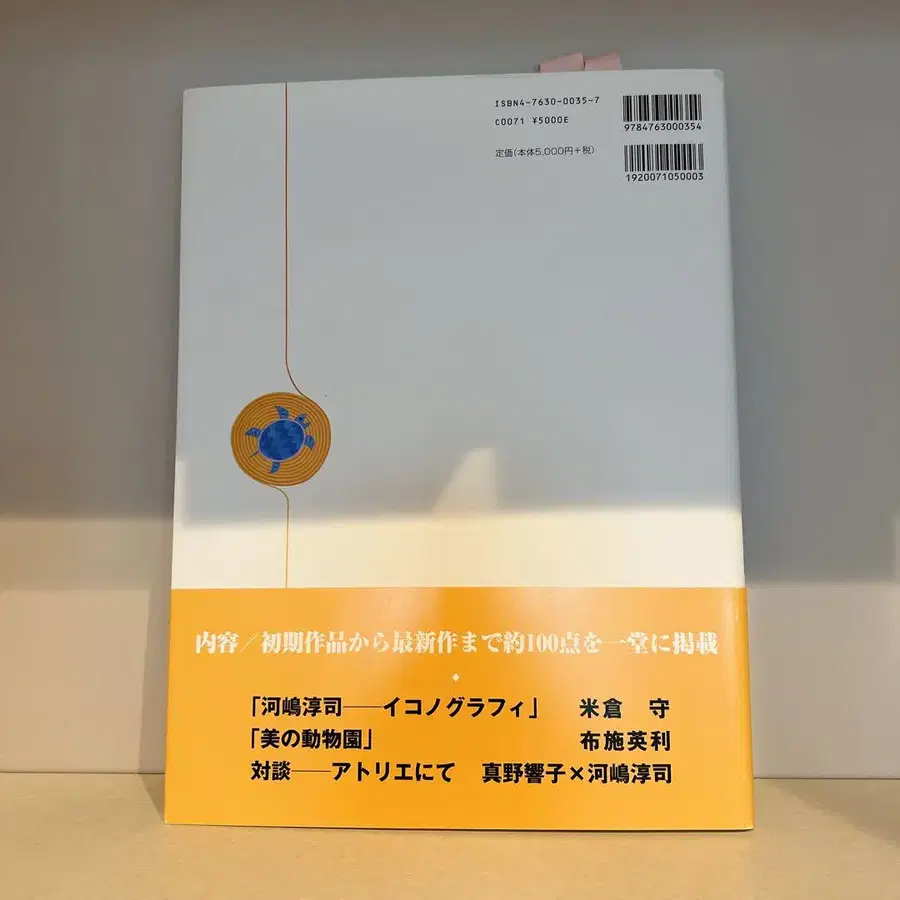 ISBN4-7630-0035-7
C0071 ¥5000E
9784763000354
定価(本体5,000円+税)
1920071050003
内容/初期作品から最新作まで約100点を一堂に掲載
「河嶋淳司──イコノグラフィ」 米倉 守
「美の動物園」 布施英利
対談──アトリエにて 真野響子×河嶋淳司